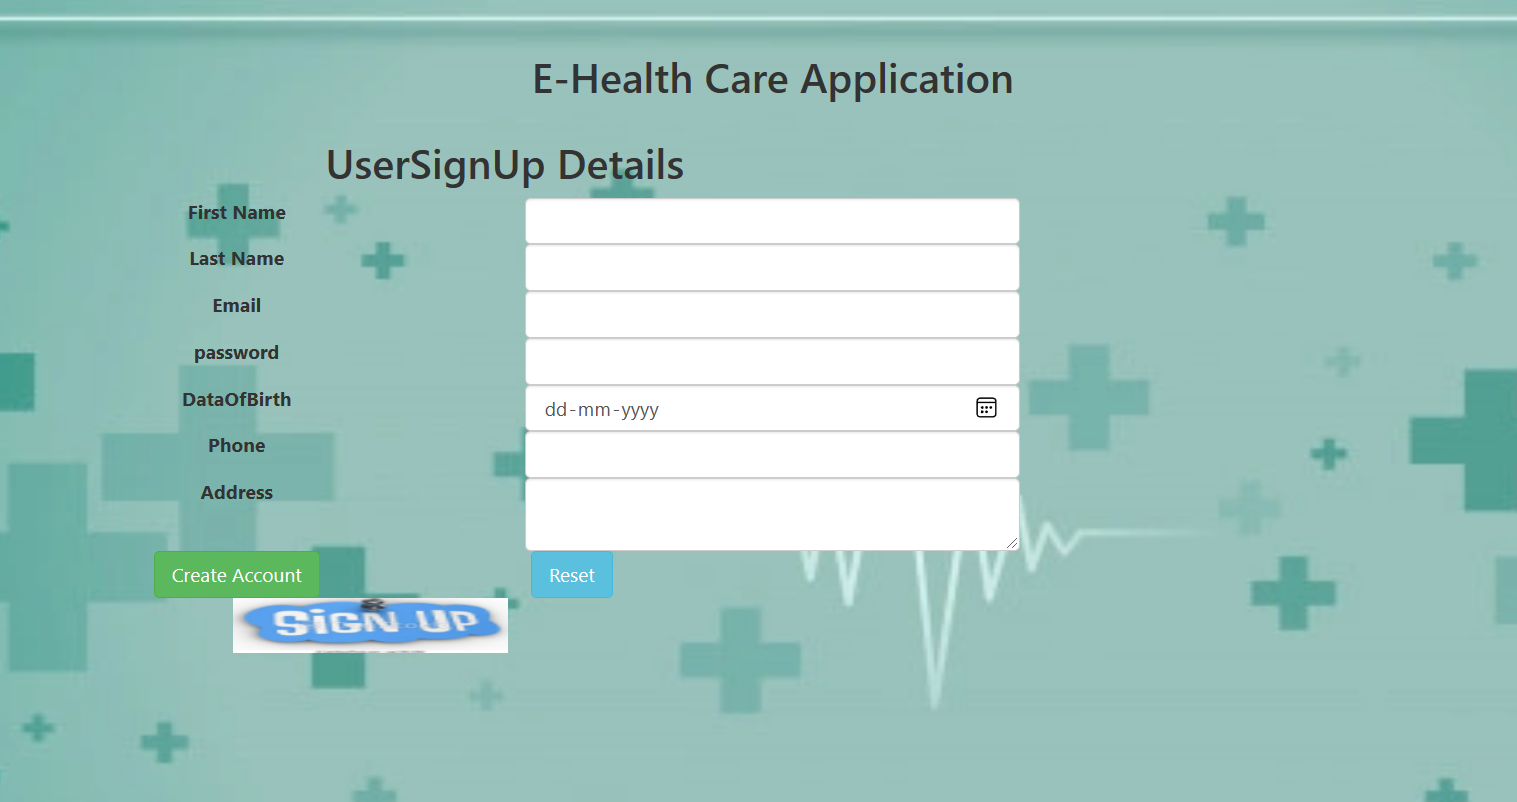 E-Health Care Application
UserSignUp Details
First Name
Last Name
Email
password
DataOfBirth
dd-mm-yyyy
Phone
Address
Create Account
Reset
SiGN UP